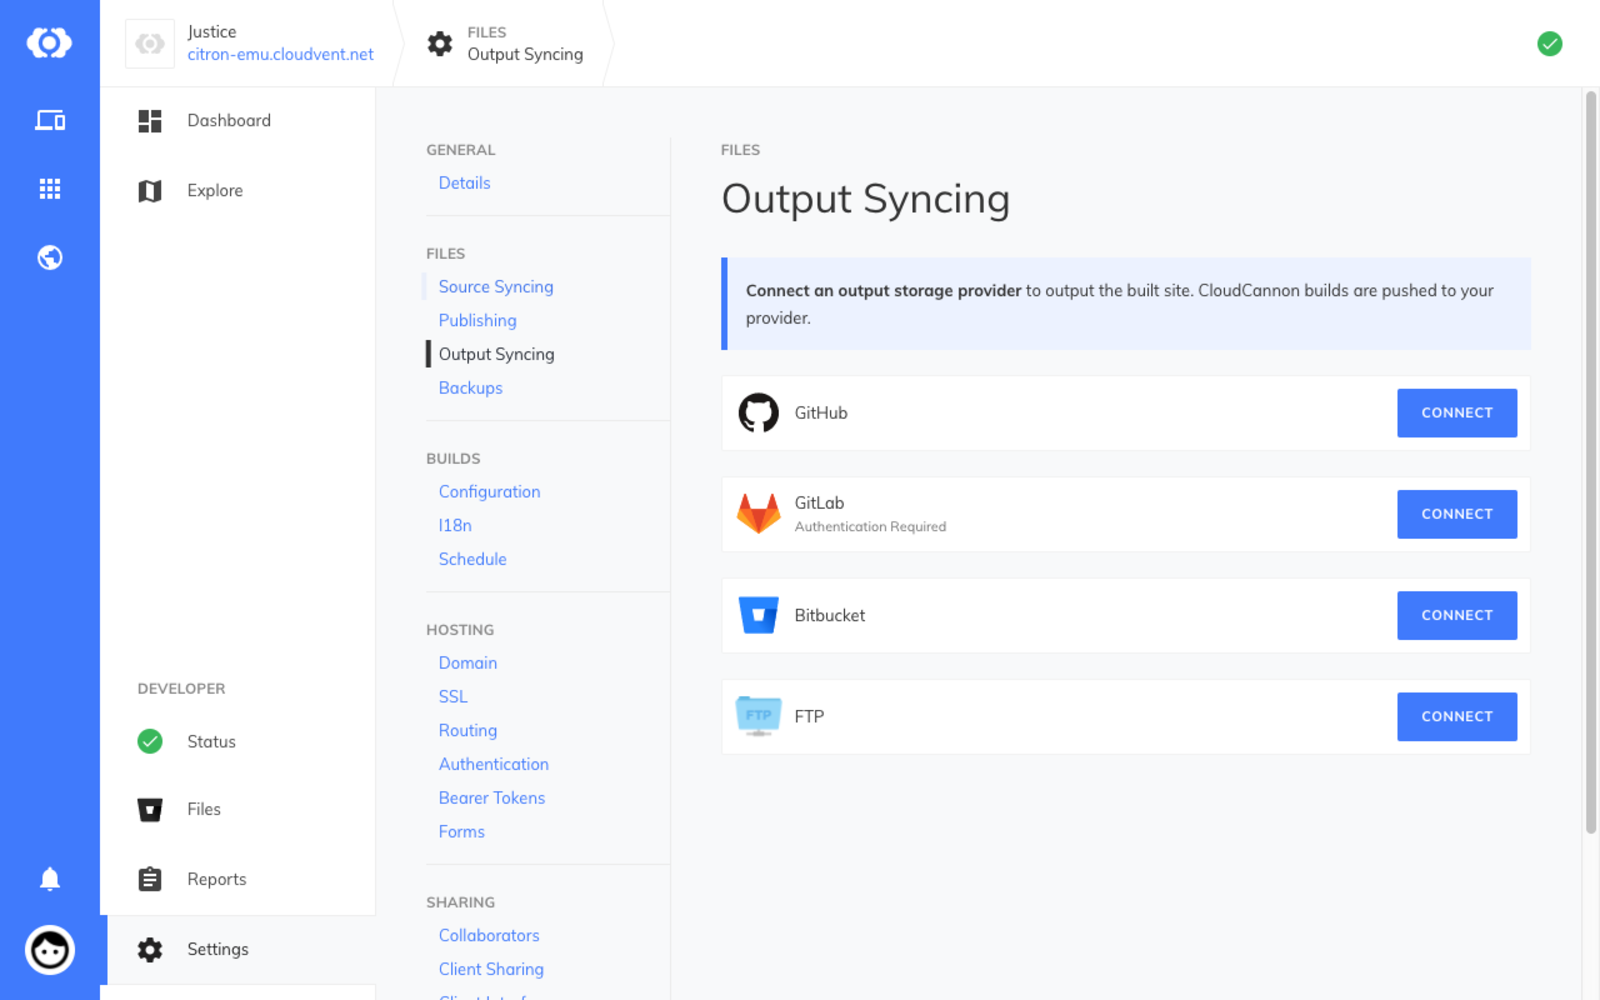 Justice
citron-emu.cloudvent.net
FILES
Output Syncing
Dashboard
Explore
DEVELOPER
Status
Files
Reports
Settings
GENERAL
Details
FILES
Source Syncing
Publishing
Output Syncing
Backups
BUILDS
Configuration
I18n
Schedule
HOSTING
Domain
SSL
Routing
Authentication
Bearer Tokens
Forms
SHARING
Collaborators
Client Sharing
FILES
Output Syncing
Connect an output storage provider to output the built site. CloudCannon builds are pushed to your
provider.
GitHub
CONNECT
GitLab
Authentication Required
CONNECT
Bitbucket
CONNECT
FTP
FTP
CONNECT